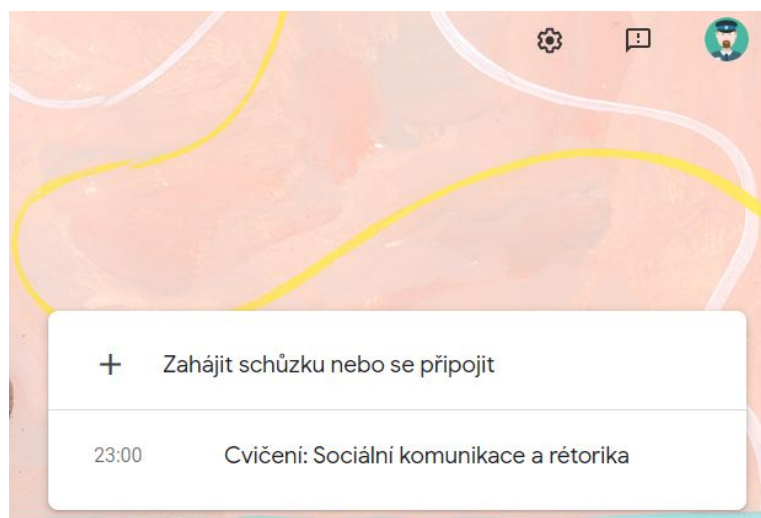 Zahájit schůzku nebo se připojit
23:00 Cvičení: Sociální komunikace a rétorika